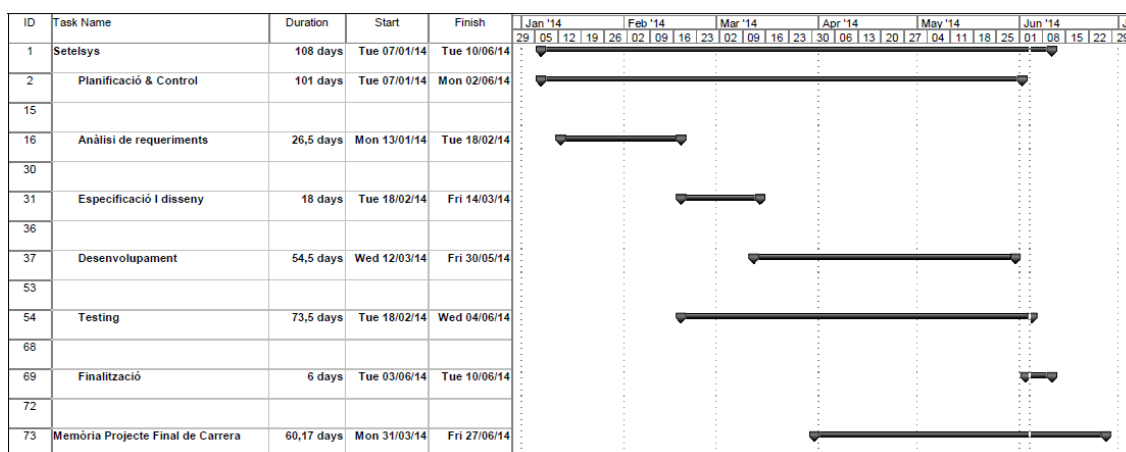 ID Task Name Duration Start Finish Jan '14 Feb '14 Mar '14 Apr '14 May '14 Jun '14 J
29 05 12 19 26 02 09 16 23 02 09 16 23 30 06 13 20 27 04 11 18 25 01 08 15 22 29
1 Setelsys 108 days Tue 07/01/14 Tue 10/06/14
2 Planificació & Control 101 days Tue 07/01/14 Mon 02/06/14
15
16 Anàlisi de requeriments 26,5 days Mon 13/01/14 Tue 18/02/14
30
31 Especificació I disseny 18 days Tue 18/02/14 Fri 14/03/14
36
37 Desenvolupament 54,5 days Wed 12/03/14 Fri 30/05/14
53
54 Testing 73,5 days Tue 18/02/14 Wed 04/06/14
68
69 Finalització 6 days Tue 03/06/14 Tue 10/06/14
72
73 Memòria Projecte Final de Carrera 60,17 days Mon 31/03/14 Fri 27/06/14